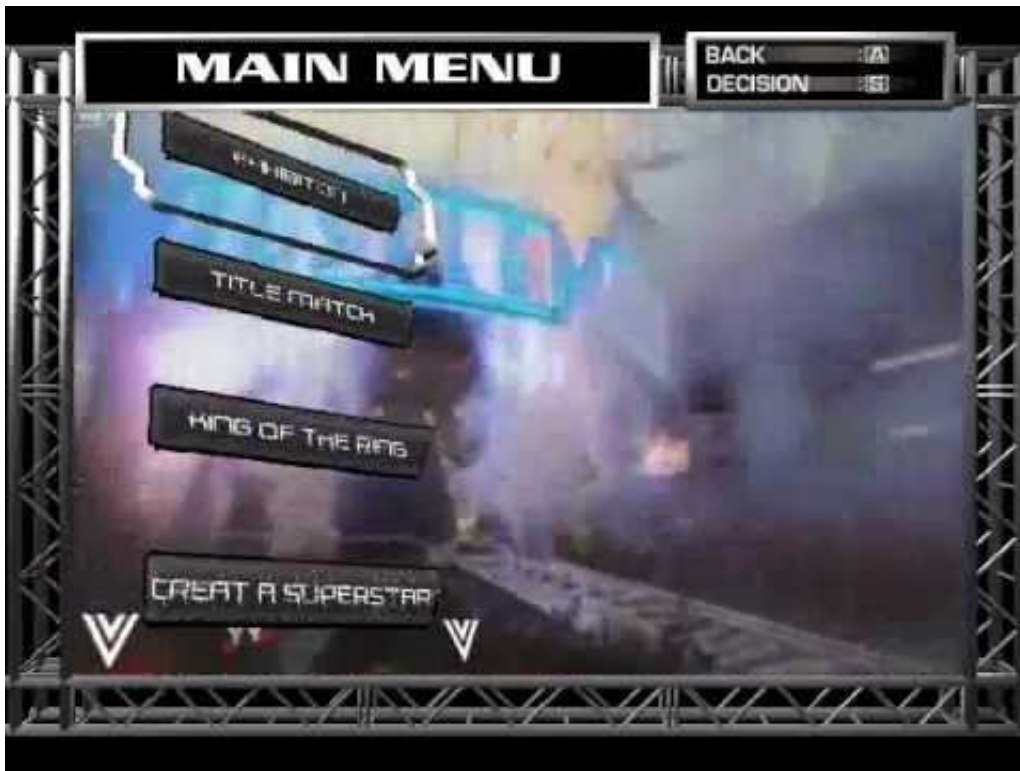 MAIN MENU
BACK :[A]
DECISION :[S]
TITLE MATCH
KING OF THE RING
CREAT A SUPERSTAR